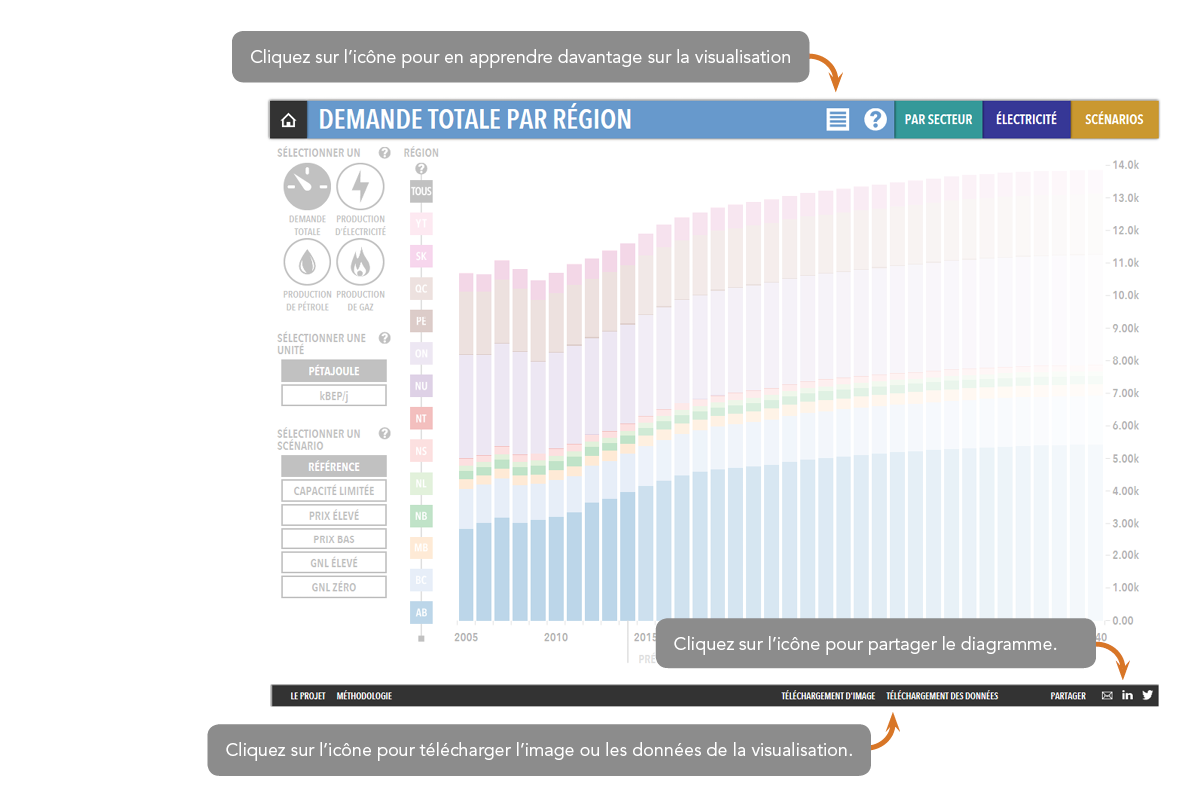 Cliquez sur l'icône pour en apprendre davantage sur la visualisation
DEMANDE TOTALE PAR RÉGION
?
PAR SECTEUR
ÉLECTRICITÉ
SCÉNARIOS
SÉLECTIONNER UN ?
DEMANDE
TOTALE
PRODUCTION
D'ÉLECTRICITÉ
PRODUCTION
DE PÉTROLE
PRODUCTION
DE GAZ
SÉLECTIONNER UNE ?
UNITÉ
PÉTAJOULE
kBEP/j
SÉLECTIONNER UN ?
SCÉNARIO
RÉFÉRENCE
CAPACITÉ LIMITÉE
PRIX ÉLEVÉ
PRIX BAS
GNL ÉLEVÉ
GNL ZÉRO
RÉGION
?
TOUS
YT
SK
QC
PE
ON
NU
NT
NS
NL
NB
MB
BC
AB
14.0k
13.0k
12.0k
11.0k
10.0k
9.00k
8.00k
7.00k
6.00k
5.00k
4.00k
3.00k
2.00k
1.00k
0.00
2005
2010
2015
40
PRÉ
Cliquez sur l'icône pour partager le diagramme.
LE PROJET
MÉTHODOLOGIE
TÉLÉCHARGEMENT D'IMAGE
TÉLÉCHARGEMENT DES DONNÉES
PARTAGER
in
Cliquez sur l'icône pour télécharger l'image ou les données de la visualisation.